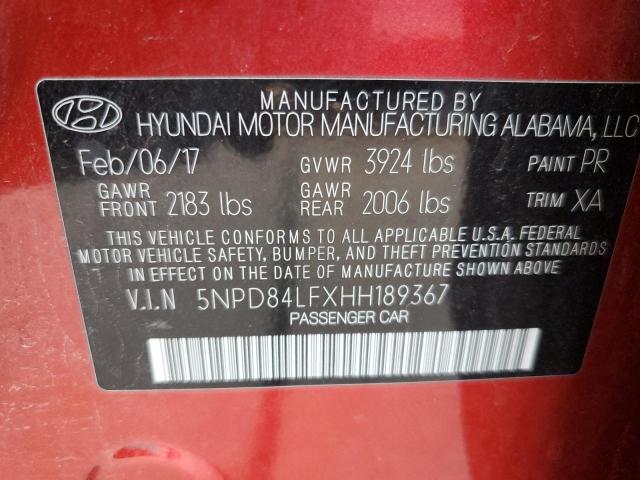 MANUFACTURED BY
HYUNDAI MOTOR MANUFACTURING ALABAMA, LLC
Feb/06/17 GVWR 3924 lbs PAINT PR
GAWR FRONT 2183 lbs GAWR REAR 2006 lbs TRIM XA
THIS VEHICLE CONFORMS TO ALL APPLICABLE U.S.A. FEDERAL
MOTOR VEHICLE SAFETY, BUMPER, AND THEFT PREVENTION STANDARDS
IN EFFECT ON THE DATE OF MANUFACTURE SHOWN ABOVE
V.I.N 5NPD84LFXHH189367
PASSENGER CAR